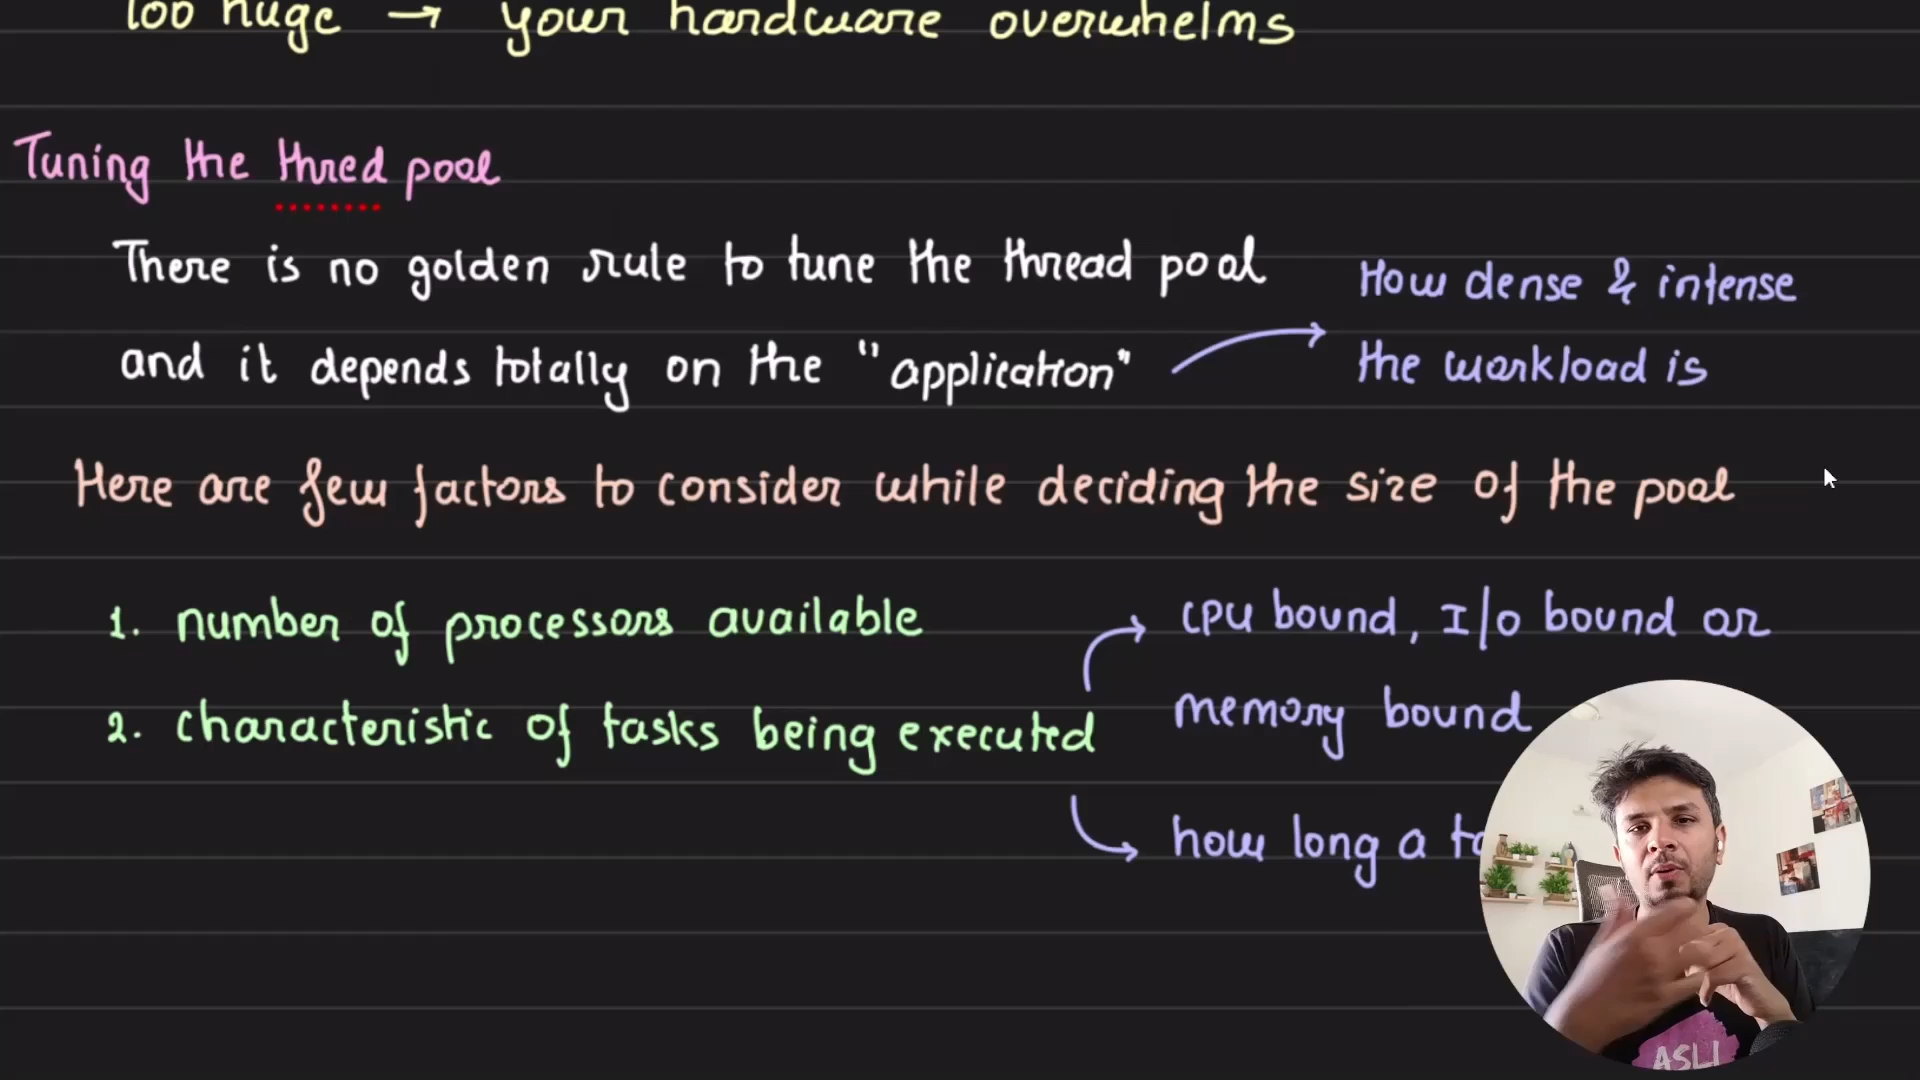 Too huge → your hardware overwhelms
Tuning the thred pool
There is no golden rule to tune the thread pool
and it depends totally on the "application"
How dense & intense
the workload is
Here are few factors to consider while deciding the size of the pool
1. number of processors available
2. characteristic of tasks being executed
cpu bound, I/o bound or
memory bound
how long a
ASLI